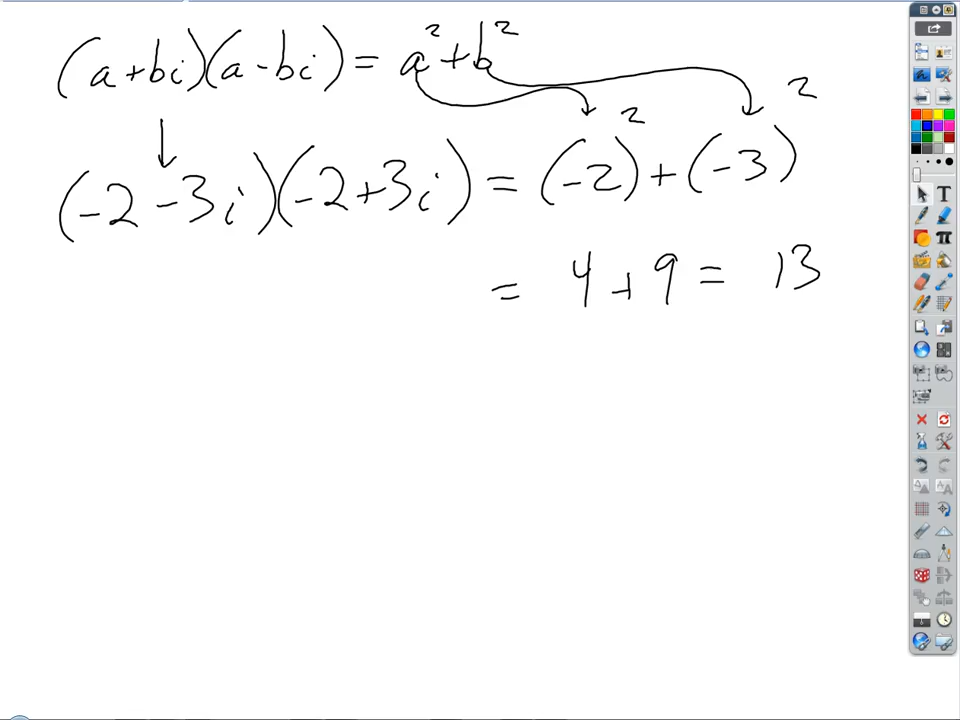 (a+bi)(a-bi) = a²+b²
(-2-3i)(-2+3i) = (-2)²+(-3)²
= 4+9 = 13